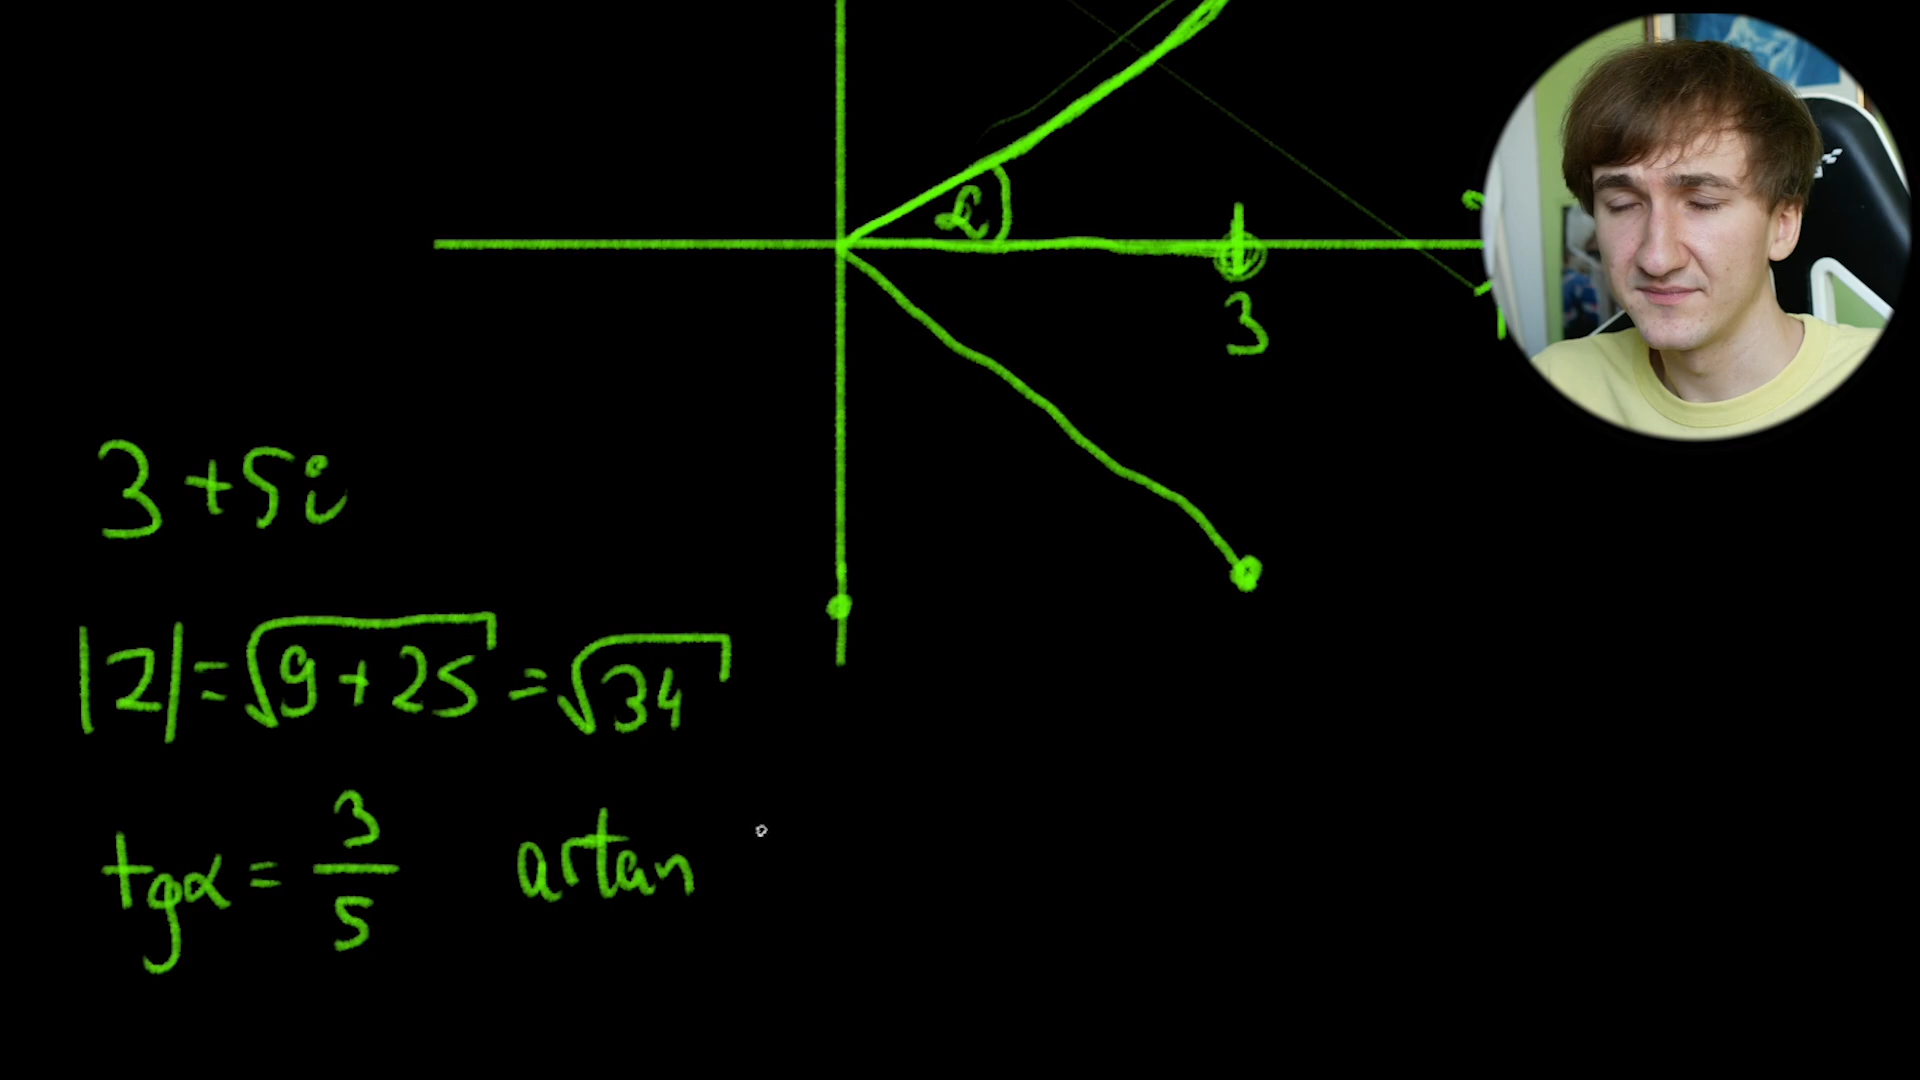 α
3
3 + 5i
|z| = √9 + 25 = √34
tgα = 3/5 artan